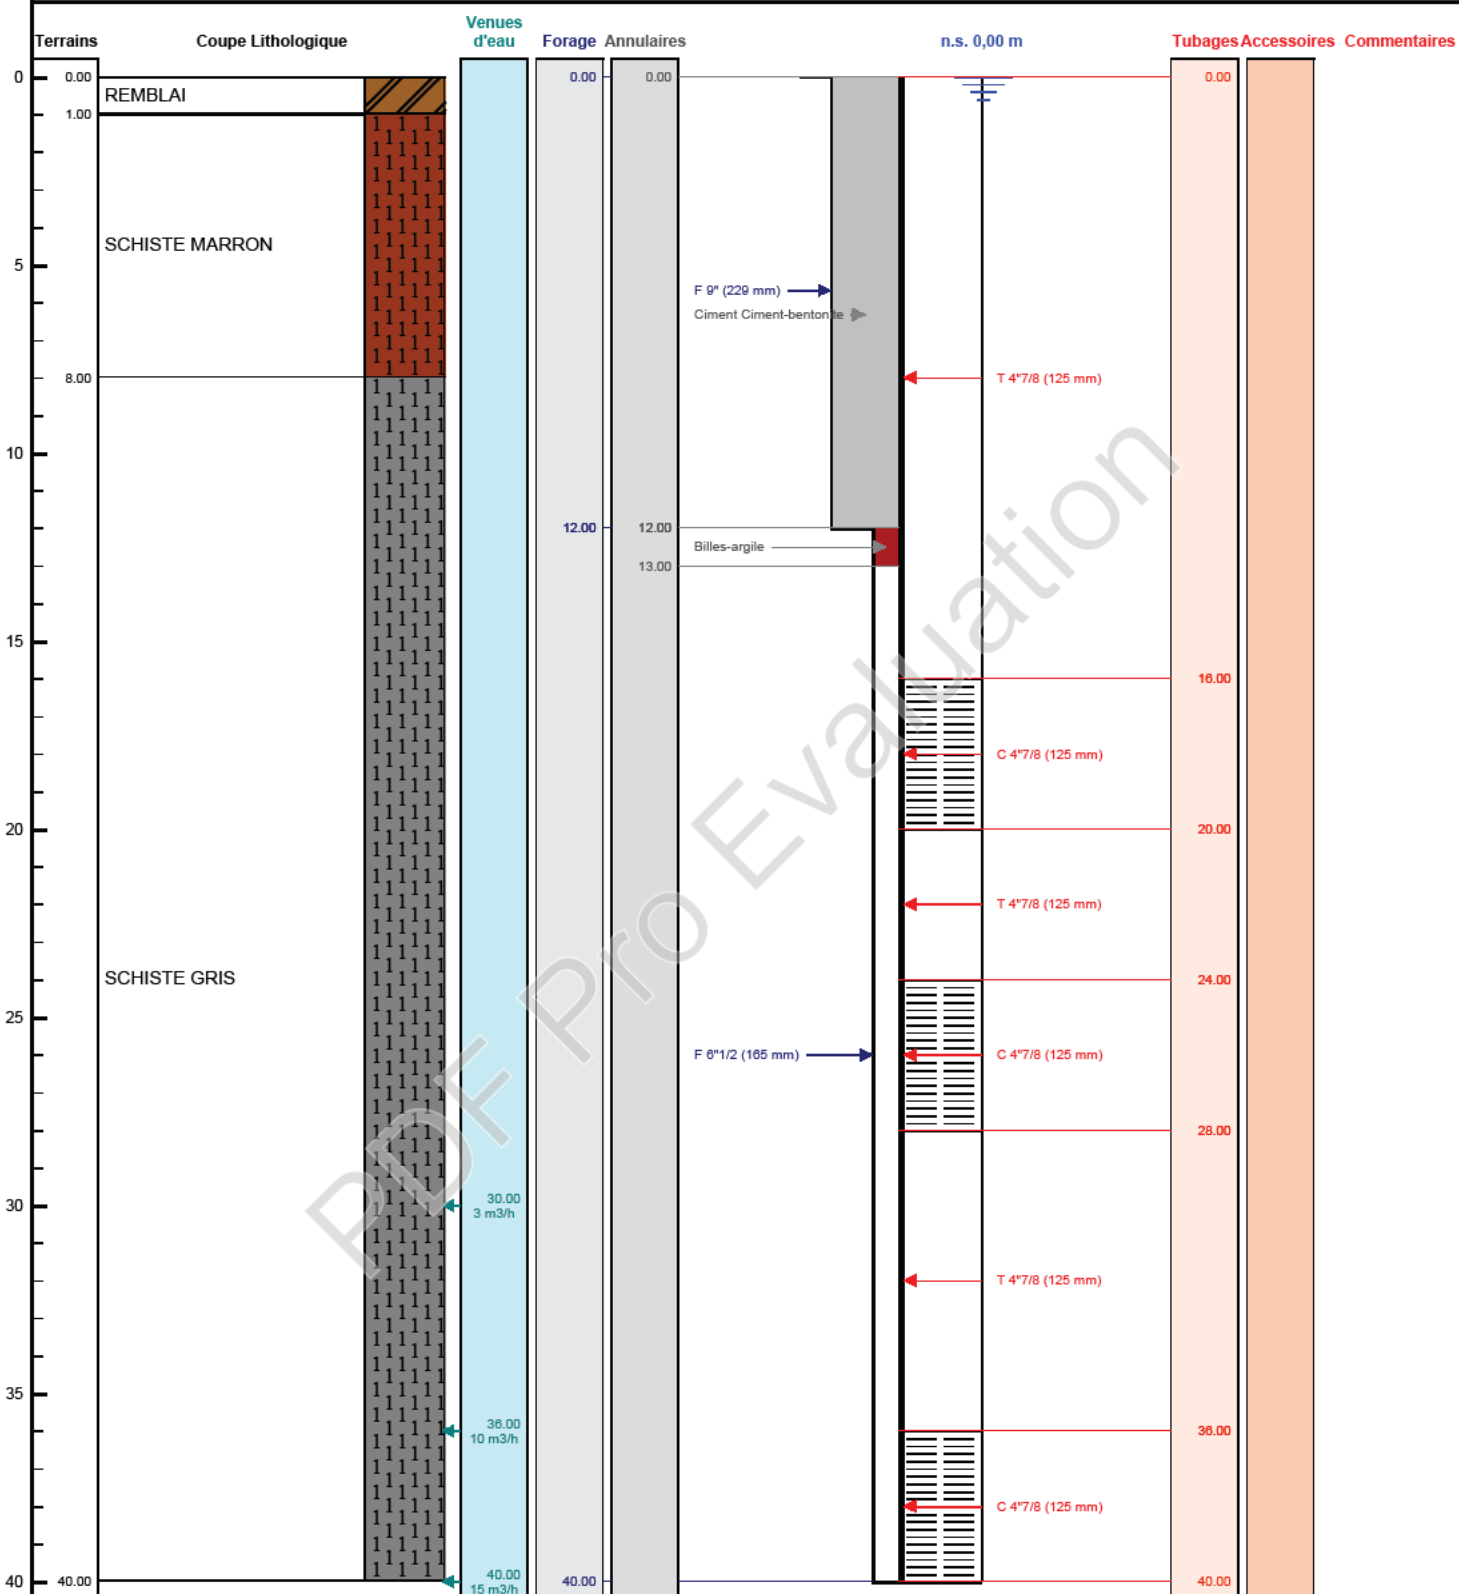 Terrains Coupe Lithologique Venues d'eau Forage Annulaires n.s. 0,00 m Tubages Accessoires Commentaires
0 0.00 0.00 0.00 0.00
REMBLAI
1.00
SCHISTE MARRON
5
F 9" (229 mm)
Ciment Ciment-bentonite
8.00 T 4"7/8 (125 mm)
10
12.00 12.00
Billes-argile
13.00
15
16.00
C 4"7/8 (125 mm)
20 20.00
T 4"7/8 (125 mm)
SCHISTE GRIS 24.00
25
F 6"1/2 (165 mm) C 4"7/8 (125 mm)
28.00
30 30.00
3 m3/h
T 4"7/8 (125 mm)
35
36.00 36.00
10 m3/h
C 4"7/8 (125 mm)
40 40.00 40.00 40.00 40.00
15 m3/h
PDF Pro Evaluation